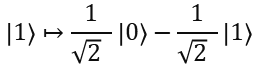 |1⟩ ↦ 1/√2 |0⟩ − 1/√2 |1⟩